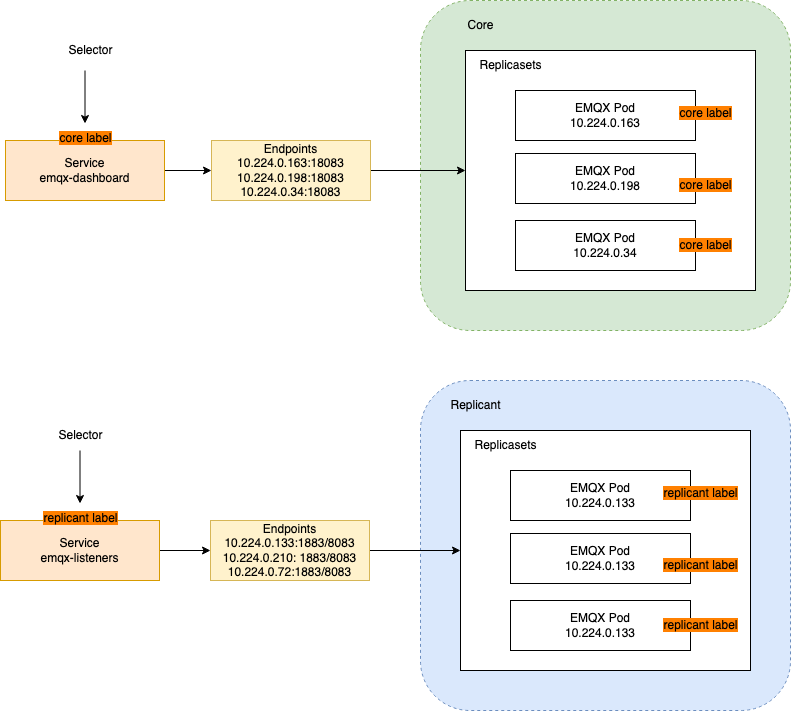 Core
Selector
Replicasets
EMQX Pod
10.224.0.163
core label
core label
Service
emqx-dashboard
Endpoints
10.224.0.163:18083
10.224.0.198:18083
10.224.0.34:18083
EMQX Pod
10.224.0.198
core label
EMQX Pod
10.224.0.34
core label
Replicant
Selector
Replicasets
EMQX Pod
10.224.0.133
replicant label
replicant label
Service
emqx-listeners
Endpoints
10.224.0.133:1883/8083
10.224.0.210: 1883/8083
10.224.0.72:1883/8083
EMQX Pod
10.224.0.133
replicant label
EMQX Pod
10.224.0.133
replicant label